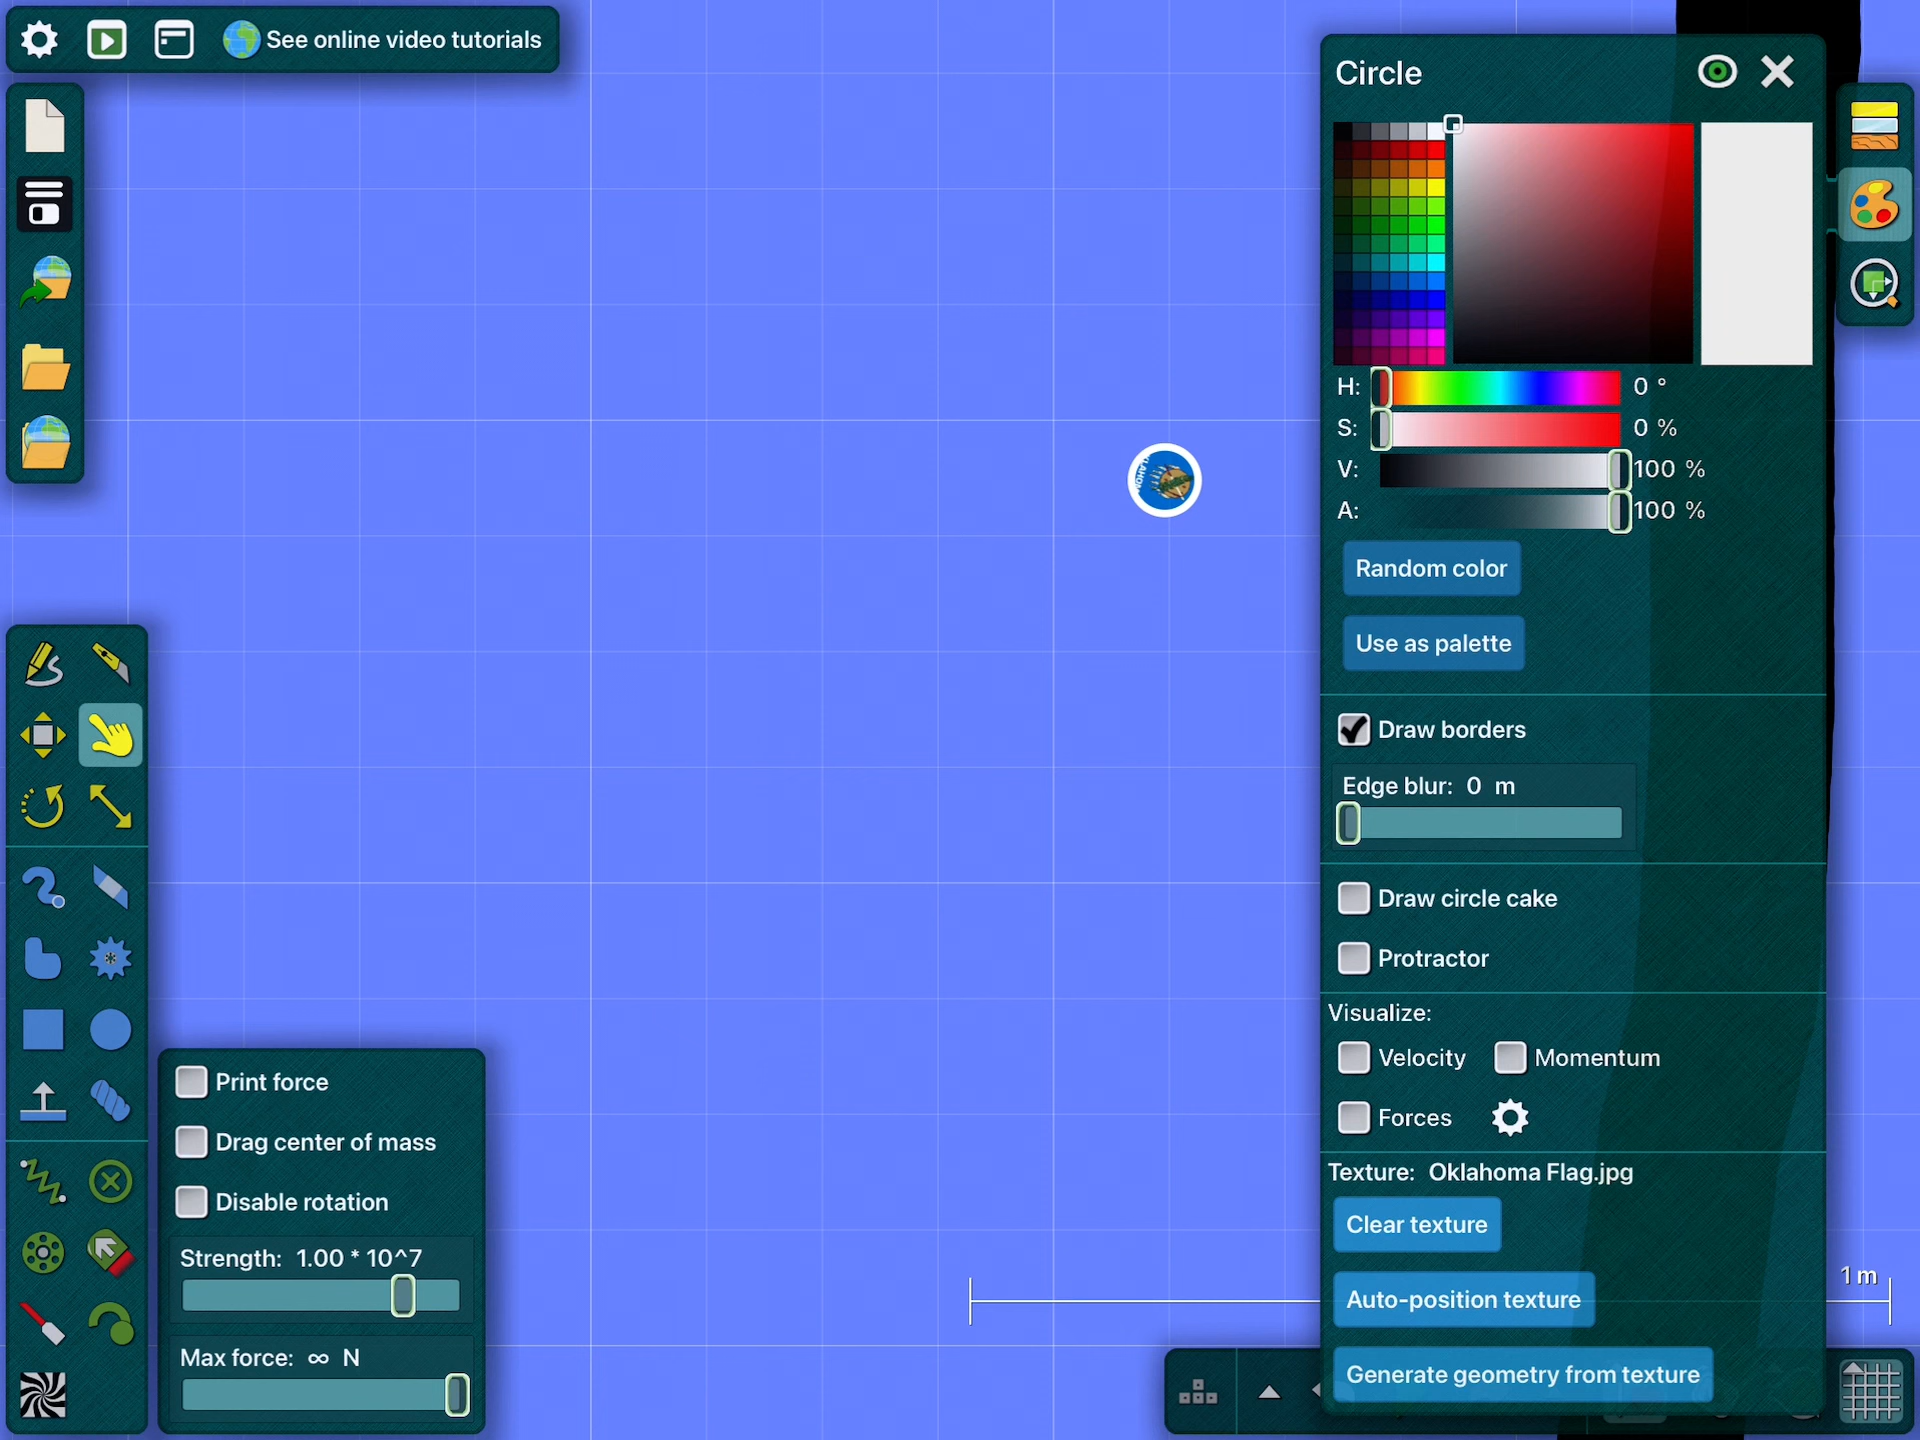 See online video tutorials
Circle
H: 0 °
S: 0 %
V: 100 %
A: 100 %
Random color
Use as palette
Draw borders
Edge blur: 0 m
Draw circle cake
Protractor
Visualize:
Velocity Momentum
Forces
Texture: Oklahoma Flag.jpg
Clear texture
Auto-position texture
Generate geometry from texture
Print force
Drag center of mass
Disable rotation
Strength: 1.00 * 10^7
Max force: ∞ N
1 m